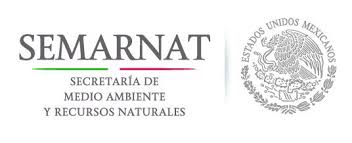 SEMARNAT
SECRETARÍA DE
MEDIO AMBIENTE
Y RECURSOS NATURALES
ESTADOS UNIDOS MEXICANOS